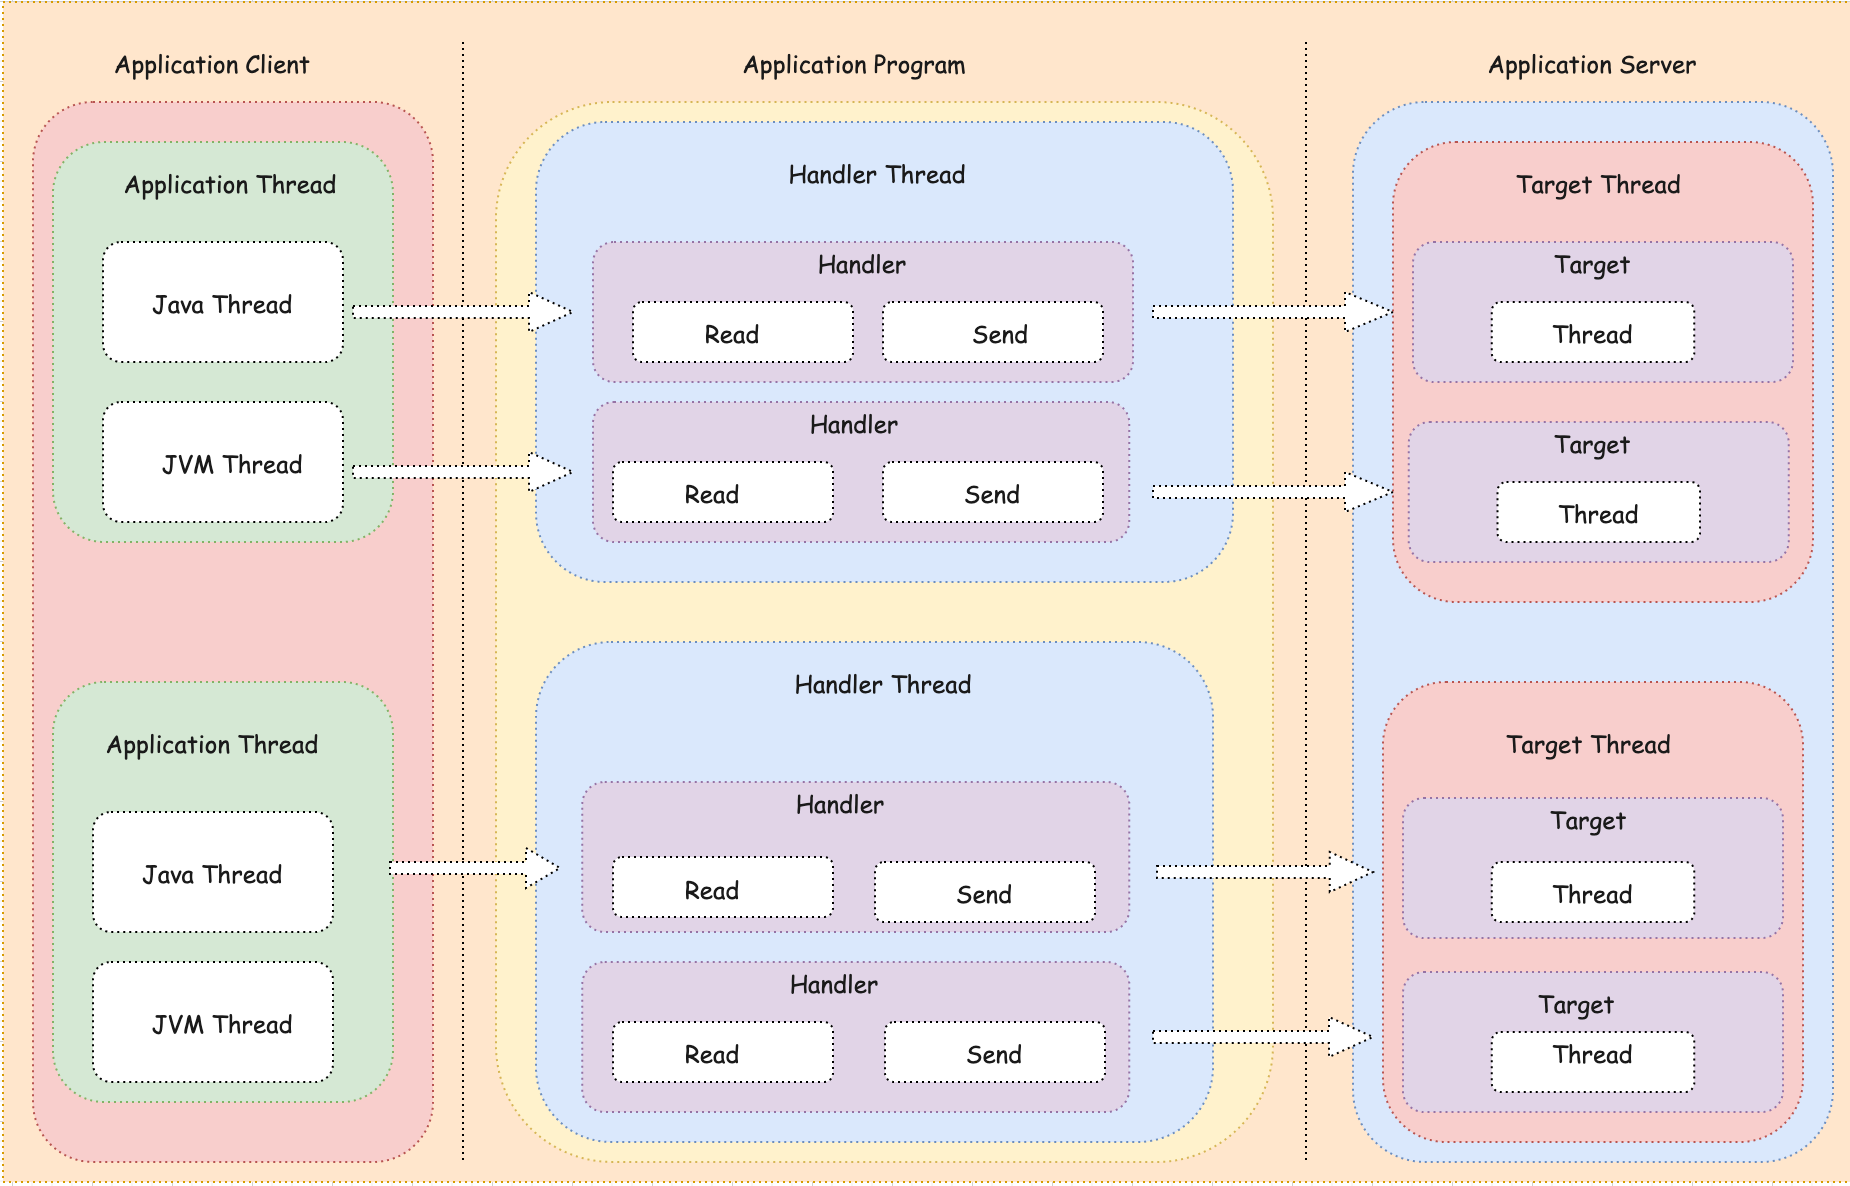 Application Client
Application Program
Application Server
Application Thread
Java Thread
JVM Thread
Handler Thread
Handler
Read
Send
Handler
Read
Send
Target Thread
Target
Thread
Target
Thread
Application Thread
Java Thread
JVM Thread
Handler Thread
Handler
Read
Send
Handler
Read
Send
Target Thread
Target
Thread
Target
Thread